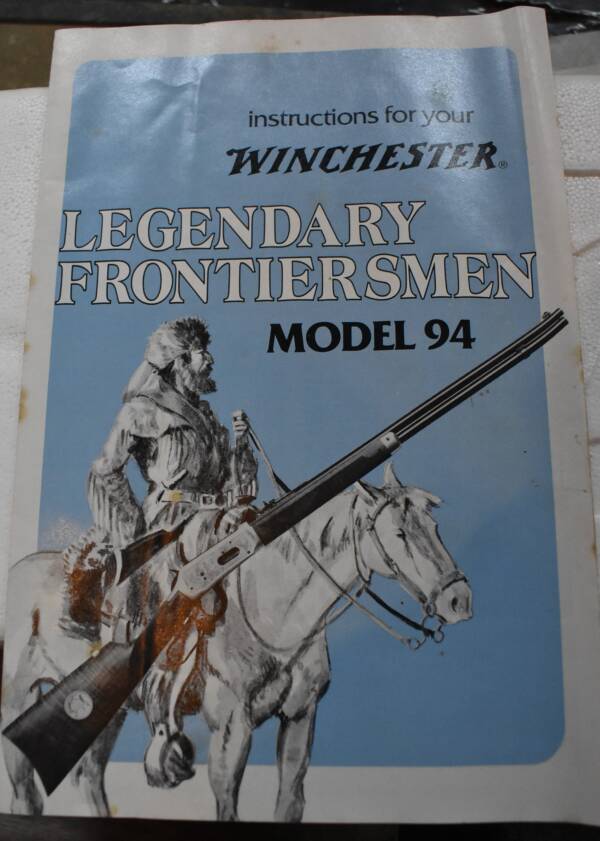 instructions for your
WINCHESTER®
LEGENDARY
FRONTIERSMEN
MODEL 94